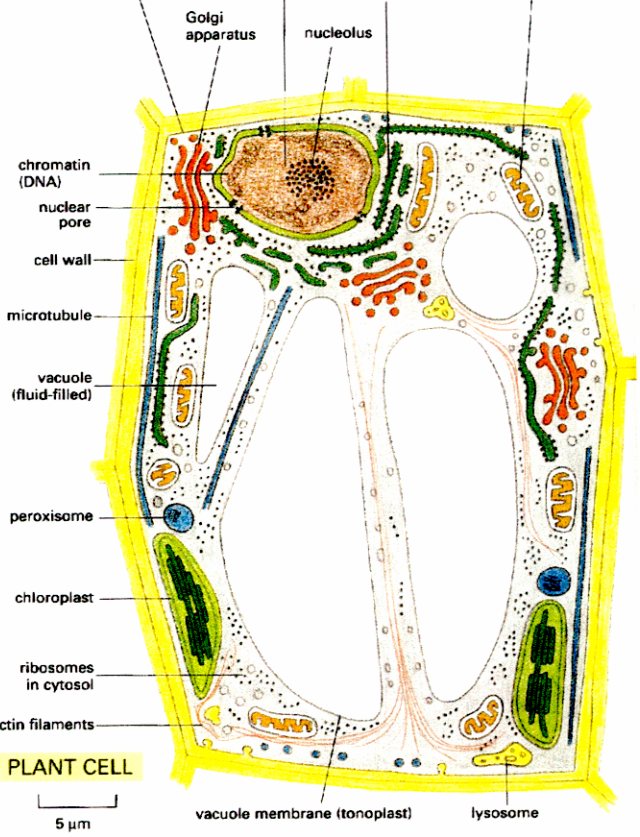 Golgi
apparatus
nucleolus
chromatin
(DNA)
nuclear
pore
cell wall
microtubule
vacuole
(fluid-filled)
peroxisome
chloroplast
ribosomes
in cytosol
ctin filaments
PLANT CELL
5 µm
vacuole membrane (tonoplast)
lysosome